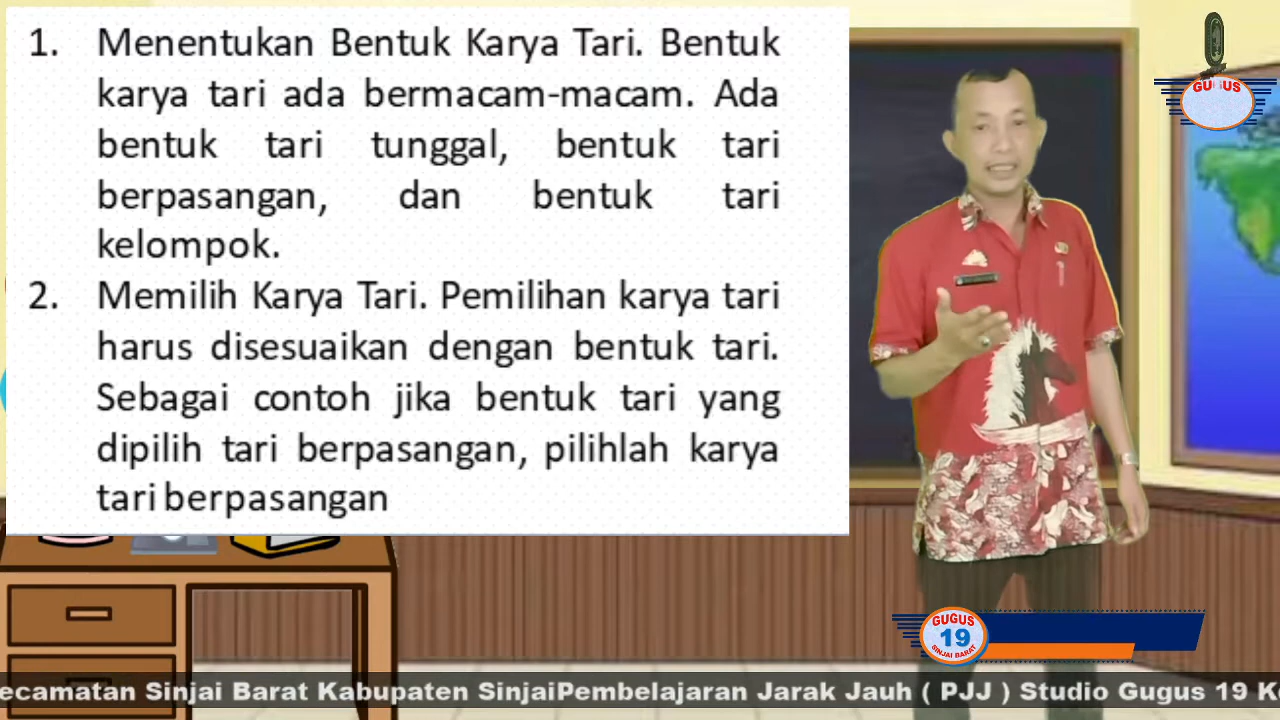 1. Menentukan Bentuk Karya Tari. Bentuk
karya tari ada bermacam-macam. Ada
bentuk tari tunggal, bentuk tari
berpasangan, dan bentuk tari
kelompok.
2. Memilih Karya Tari. Pemilihan karya tari
harus disesuaikan dengan bentuk tari.
Sebagai contoh jika bentuk tari yang
dipilih tari berpasangan, pilihlah karya
tari berpasangan
GUGUS
GUGUS
19
SINJAI BARAT
ecamatan Sinjai Barat Kabupaten SinjaiPembelajaran Jarak Jauh ( PJJ ) Studio Gugus 19 Ke